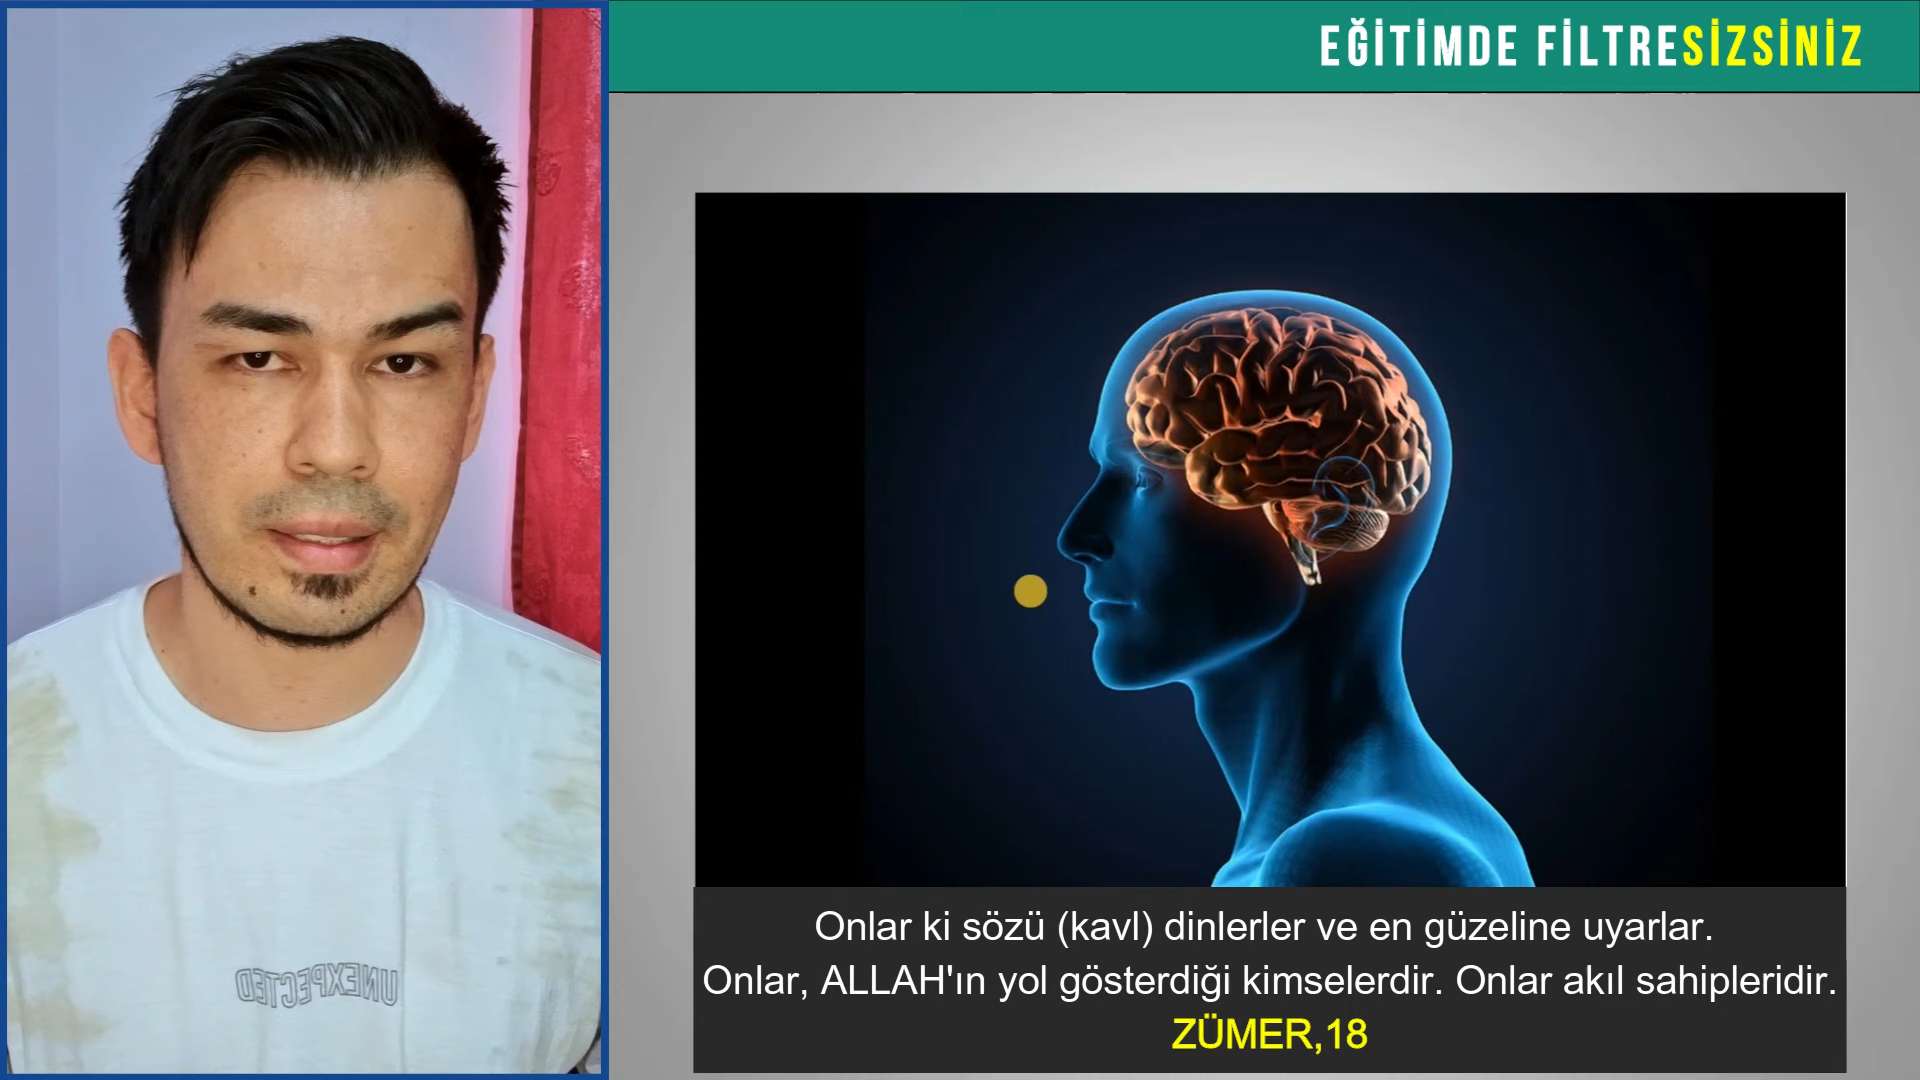 EĞİTİMDE FİLTRESİZSİNİZ
UNEXPECTED
Onlar ki sözü (kavl) dinlerler ve en güzeline uyarlar.
Onlar, ALLAH'ın yol gösterdiği kimselerdir. Onlar akıl sahipleridir.
ZÜMER,18